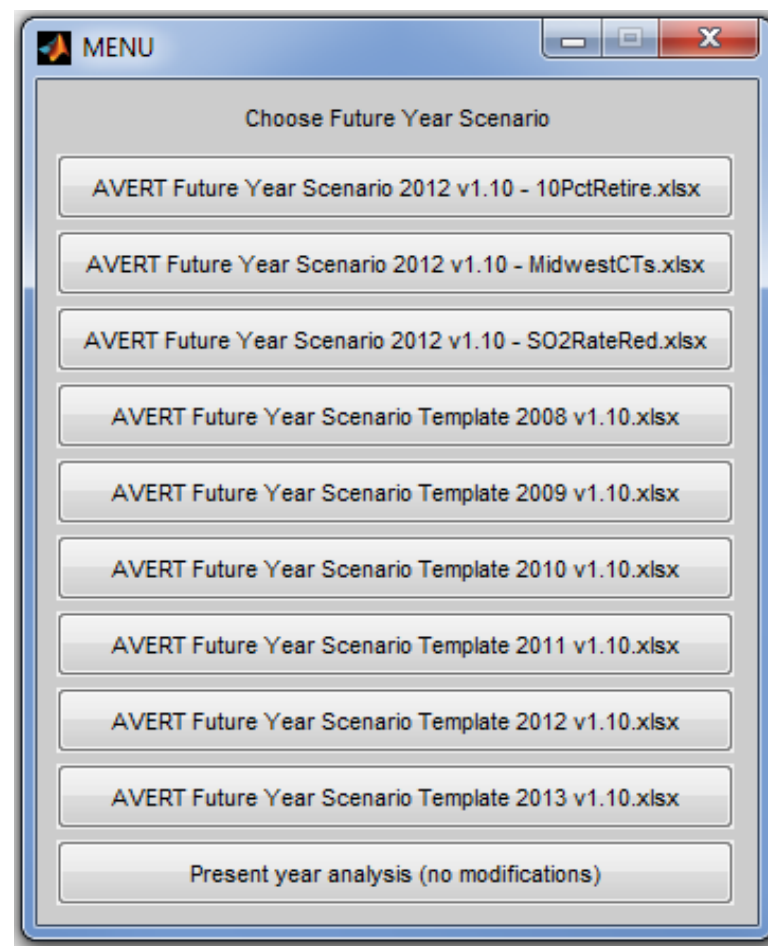 MENU
Choose Future Year Scenario
AVERT Future Year Scenario 2012 v1.10 - 10PctRetire.xlsx
AVERT Future Year Scenario 2012 v1.10 - MidwestCTs.xlsx
AVERT Future Year Scenario 2012 v1.10 - SO2RateRed.xlsx
AVERT Future Year Scenario Template 2008 v1.10.xlsx
AVERT Future Year Scenario Template 2009 v1.10.xlsx
AVERT Future Year Scenario Template 2010 v1.10.xlsx
AVERT Future Year Scenario Template 2011 v1.10.xlsx
AVERT Future Year Scenario Template 2012 v1.10.xlsx
AVERT Future Year Scenario Template 2013 v1.10.xlsx
Present year analysis (no modifications)